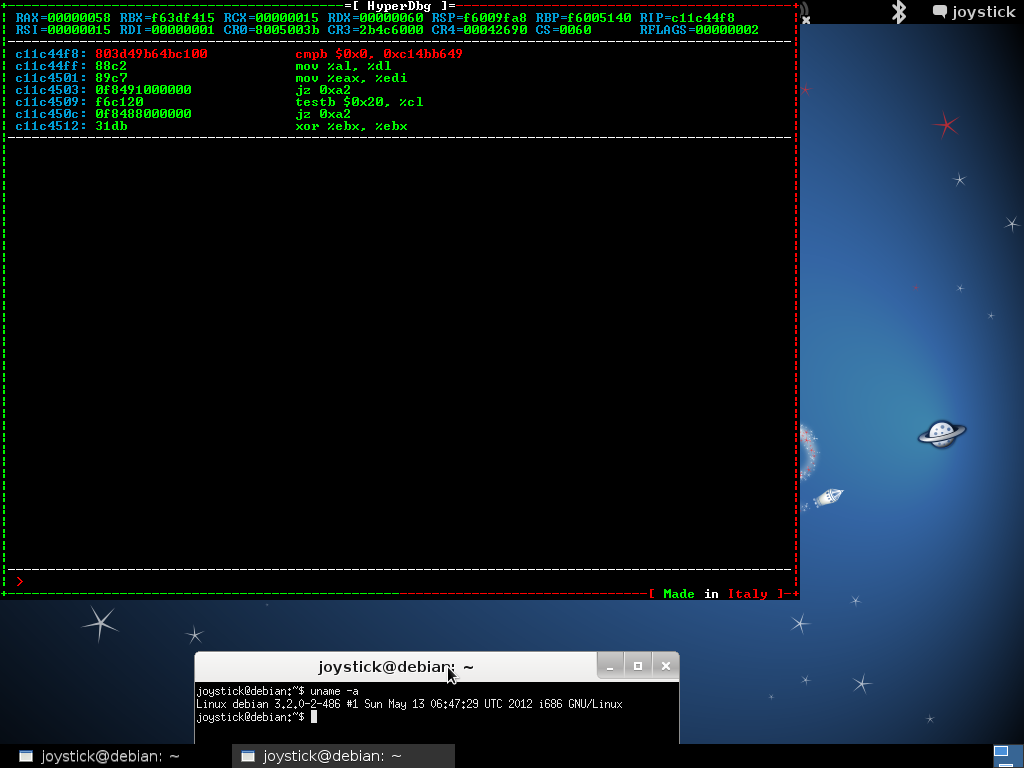 =[ HyperDbg ]=
RAX=00000058 RBX=f63df415 RCX=00000015 RDX=00000060 RSP=f6009fa8 RBP=f6005140 RIP=c11c44f8
RSI=00000015 RDI=00000001 CR0=8005003b CR3=2b4c6000 CR4=00042690 CS=0060 RFLAGS=00000002
c11c44f8: 803d49b64bc100 cmpb $0x0, 0xc14bb649
c11c44ff: 88c2 mov %al, %dl
c11c4501: 89c7 mov %eax, %edi
c11c4503: 0f8491000000 jz 0xa2
c11c4509: f6c120 testb $0x20, %cl
c11c450c: 0f8488000000 jz 0xa2
c11c4512: 31db xor %ebx, %ebx
>
[ Made in Italy ]
joystick
joystick@debian: ~
joystick@debian:~$ uname -a
Linux debian 3.2.0-2-486 #1 Sun May 13 06:47:29 UTC 2012 i686 GNU/Linux
joystick@debian:~$
joystick@debian: ~
joystick@debian: ~